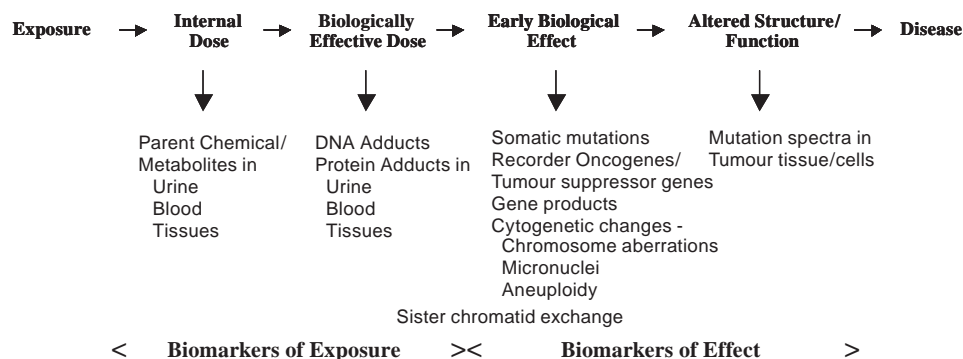 Exposure → Internal Dose → Biologically Effective Dose → Early Biological Effect → Altered Structure/ Function → Disease
Parent Chemical/
Metabolites in
Urine
Blood
Tissues
DNA Adducts
Protein Adducts in
Urine
Blood
Tissues
Somatic mutations
Recorder Oncogenes/
Tumour suppressor genes
Gene products
Cytogenetic changes -
Chromosome aberrations
Micronuclei
Aneuploidy
Sister chromatid exchange
Mutation spectra in
Tumour tissue/cells
< Biomarkers of Exposure >< Biomarkers of Effect >